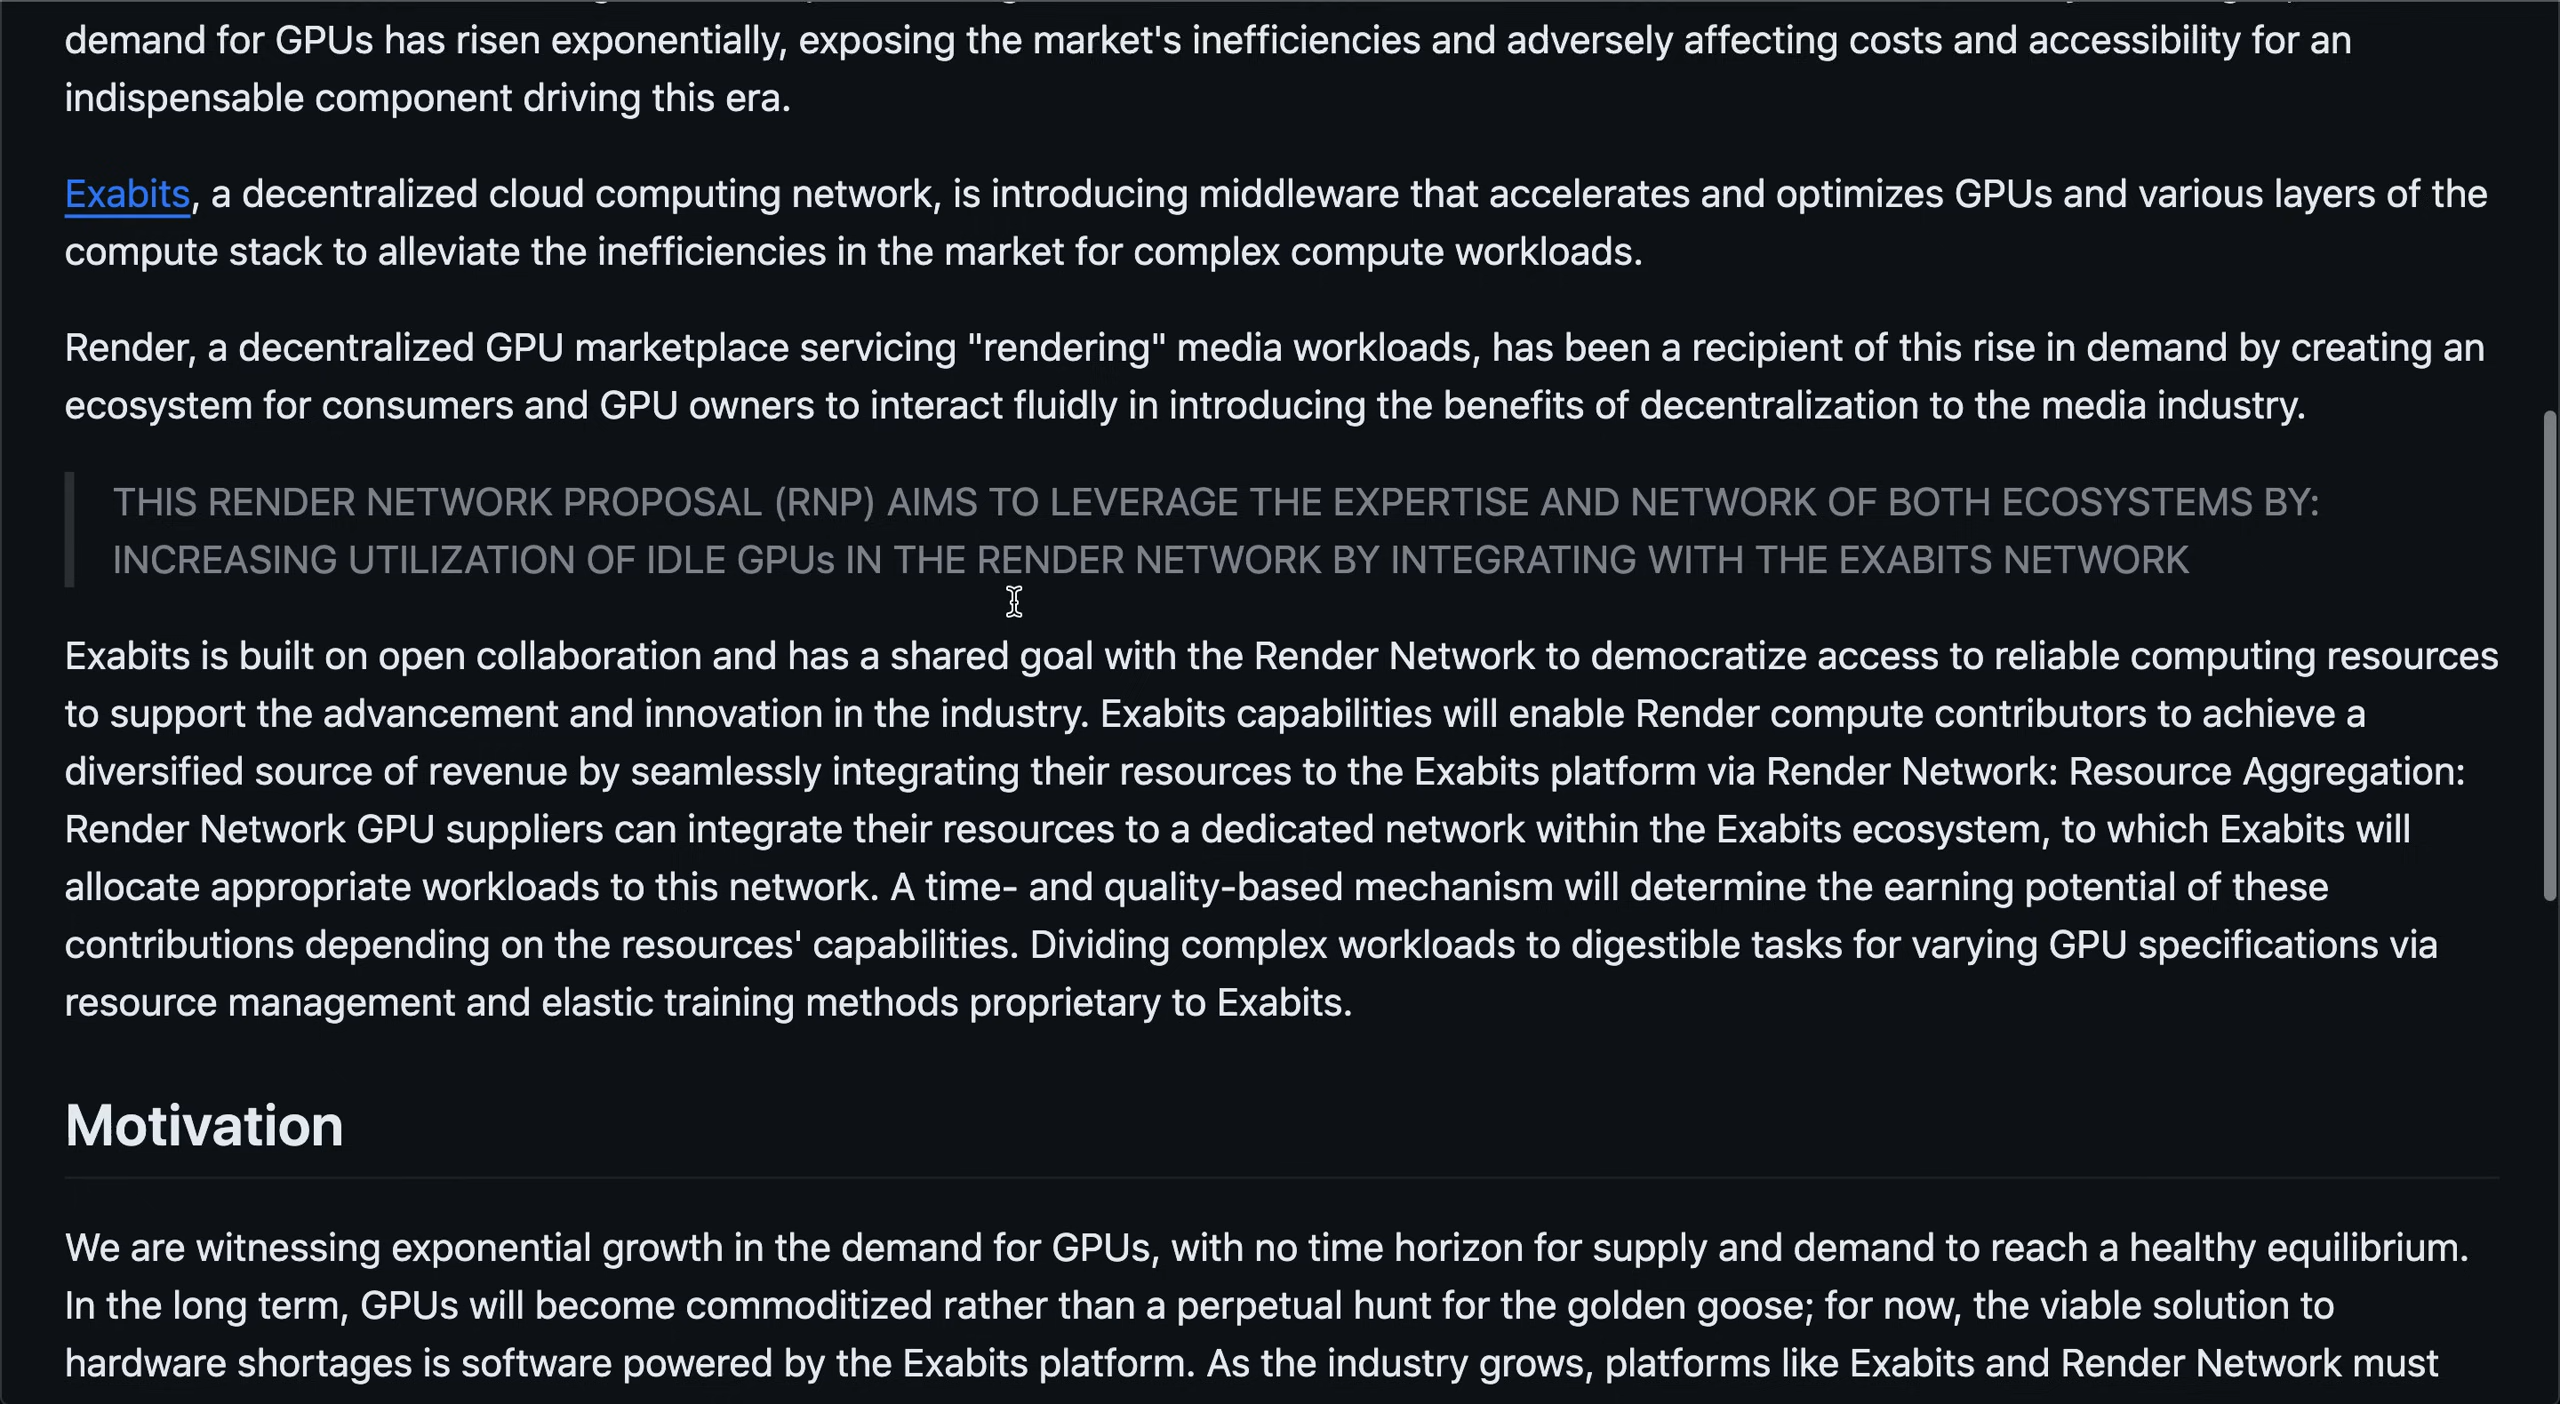 demand for GPUs has risen exponentially, exposing the market's inefficiencies and adversely affecting costs and accessibility for an
indispensable component driving this era.
Exabits, a decentralized cloud computing network, is introducing middleware that accelerates and optimizes GPUs and various layers of the
compute stack to alleviate the inefficiencies in the market for complex compute workloads.
Render, a decentralized GPU marketplace servicing "rendering" media workloads, has been a recipient of this rise in demand by creating an
ecosystem for consumers and GPU owners to interact fluidly in introducing the benefits of decentralization to the media industry.
THIS RENDER NETWORK PROPOSAL (RNP) AIMS TO LEVERAGE THE EXPERTISE AND NETWORK OF BOTH ECOSYSTEMS BY:
INCREASING UTILIZATION OF IDLE GPUs IN THE RENDER NETWORK BY INTEGRATING WITH THE EXABITS NETWORK
Exabits is built on open collaboration and has a shared goal with the Render Network to democratize access to reliable computing resources
to support the advancement and innovation in the industry. Exabits capabilities will enable Render compute contributors to achieve a
diversified source of revenue by seamlessly integrating their resources to the Exabits platform via Render Network: Resource Aggregation:
Render Network GPU suppliers can integrate their resources to a dedicated network within the Exabits ecosystem, to which Exabits will
allocate appropriate workloads to this network. A time- and quality-based mechanism will determine the earning potential of these
contributions depending on the resources' capabilities. Dividing complex workloads to digestible tasks for varying GPU specifications via
resource management and elastic training methods proprietary to Exabits.
Motivation
We are witnessing exponential growth in the demand for GPUs, with no time horizon for supply and demand to reach a healthy equilibrium.
In the long term, GPUs will become commoditized rather than a perpetual hunt for the golden goose; for now, the viable solution to
hardware shortages is software powered by the Exabits platform. As the industry grows, platforms like Exabits and Render Network must